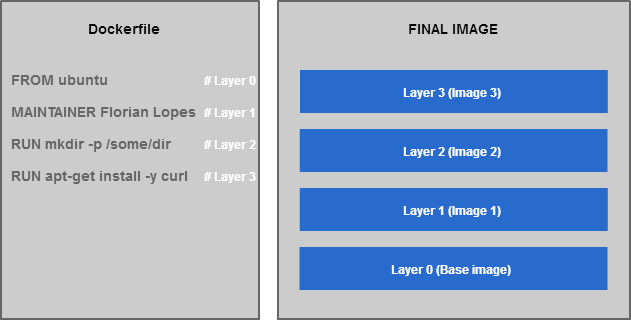 Dockerfile
FROM ubuntu # Layer 0
MAINTAINER Florian Lopes # Layer 1
RUN mkdir -p /some/dir # Layer 2
RUN apt-get install -y curl # Layer 3
FINAL IMAGE
Layer 3 (Image 3)
Layer 2 (Image 2)
Layer 1 (Image 1)
Layer 0 (Base image)